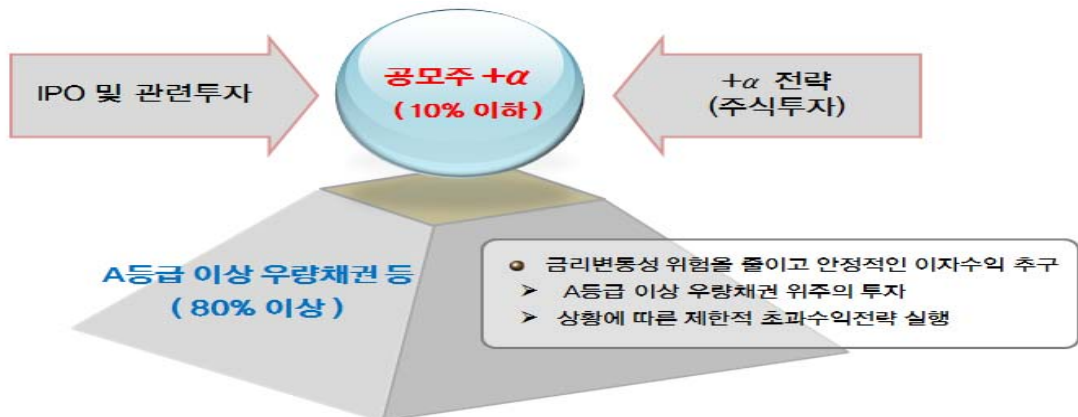 IPO 및 관련투자
공모주 +α
( 10% 이하 )
+α 전략
(주식투자)
A등급 이상 우량채권 등
( 80% 이상 )
금리변동성 위험을 줄이고 안정적인 이자수익 추구
➢ A등급 이상 우량채권 위주의 투자
➢ 상황에 따른 제한적 초과수익전략 실행